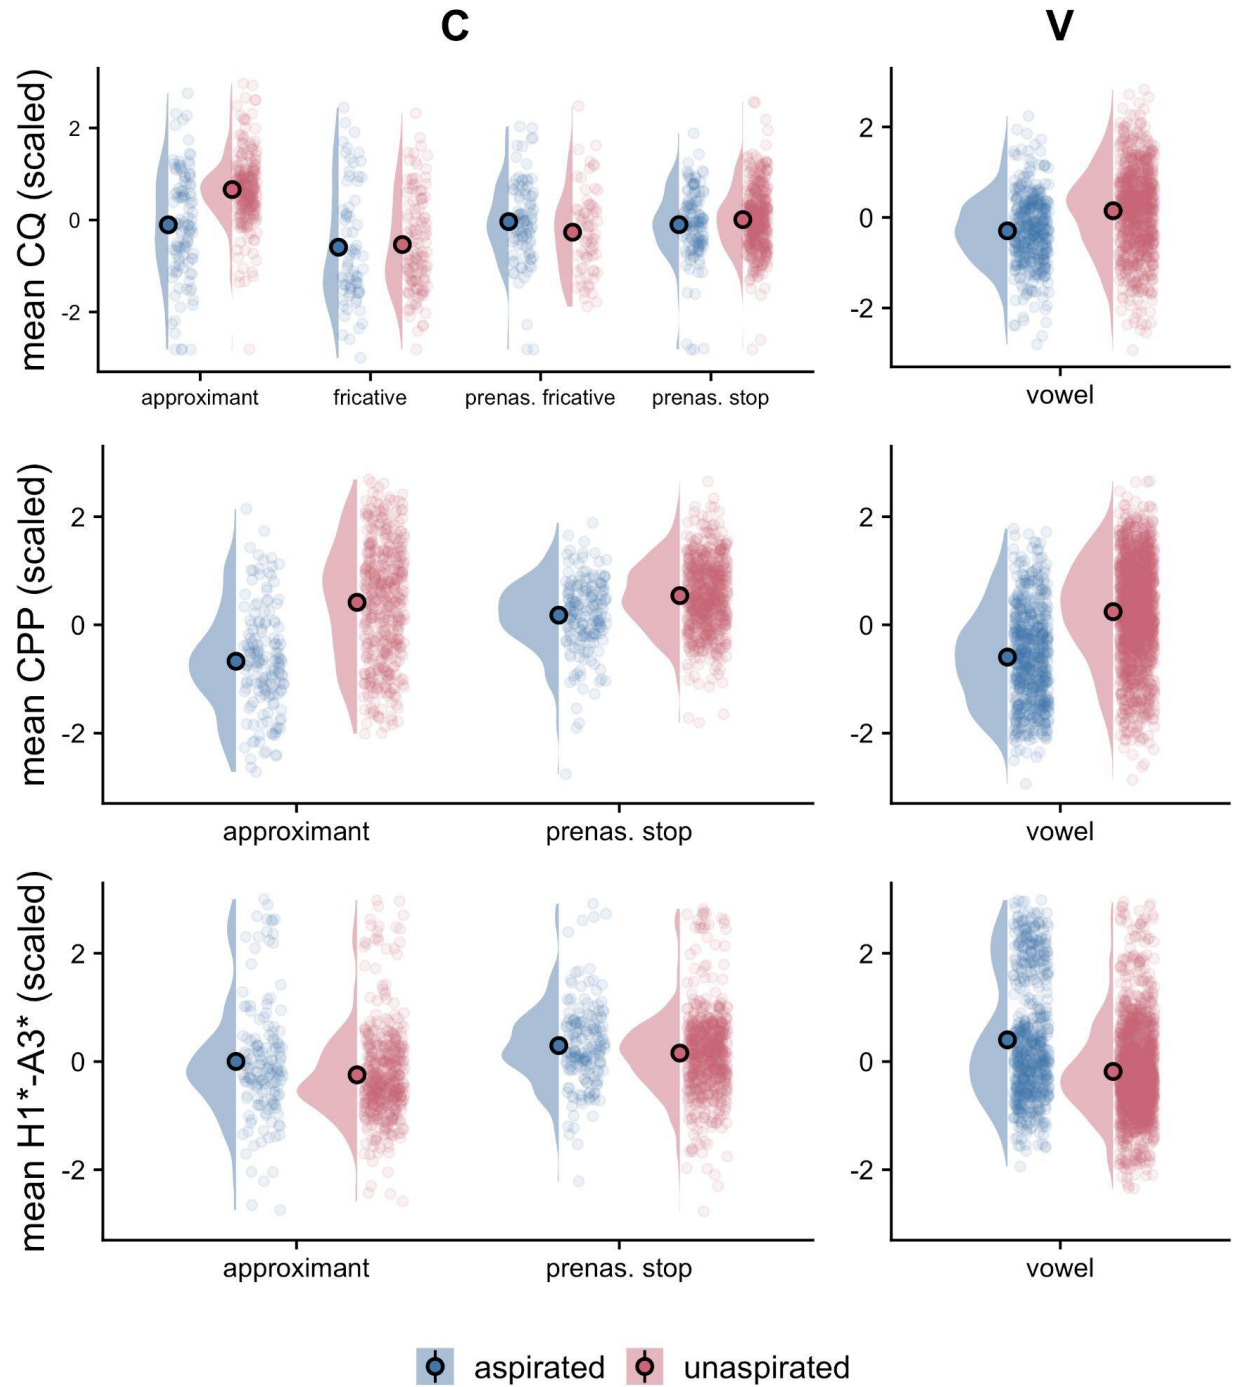 C
V
mean CQ (scaled)
2
0
-2
approximant fricative prenas. fricative prenas. stop
2
0
-2
vowel
mean CPP (scaled)
2
0
-2
approximant prenas. stop
2
0
-2
vowel
mean H1*-A3* (scaled)
2
0
-2
approximant prenas. stop
2
0
-2
vowel
aspirated unaspirated